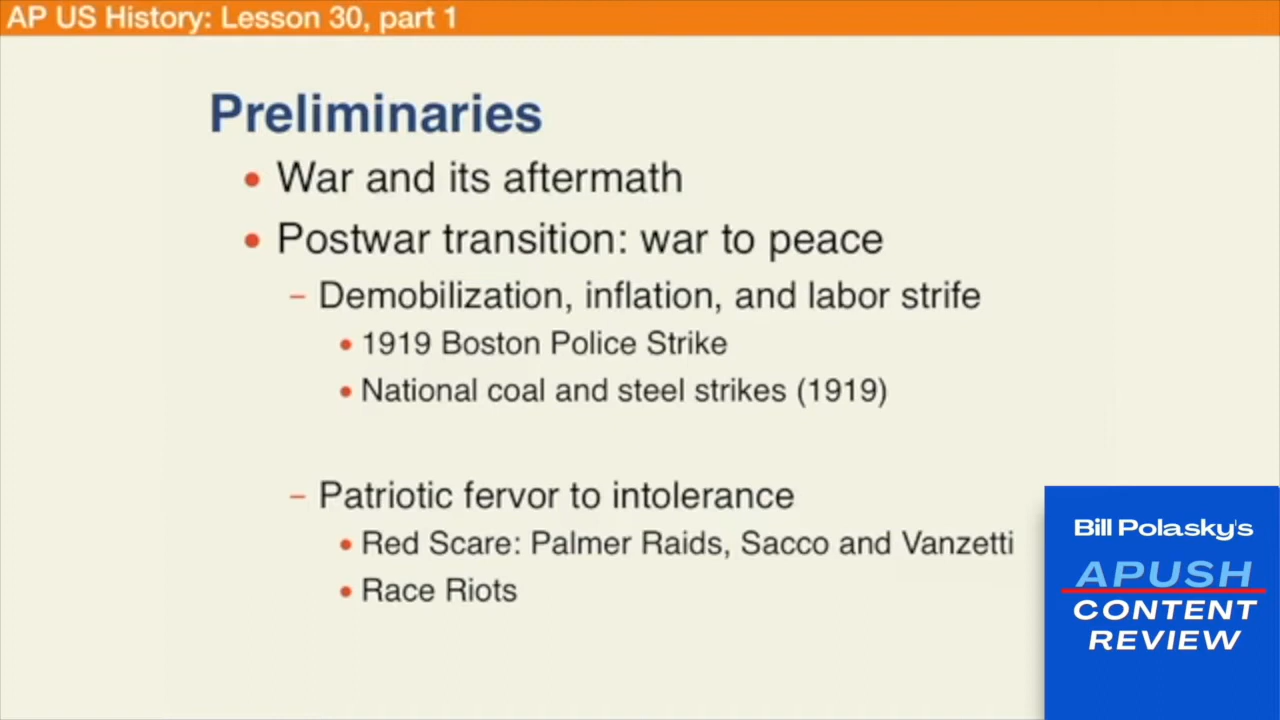 AP US History: Lesson 30, part 1
Preliminaries
• War and its aftermath
• Postwar transition: war to peace
– Demobilization, inflation, and labor strife
• 1919 Boston Police Strike
• National coal and steel strikes (1919)
– Patriotic fervor to intolerance
• Red Scare: Palmer Raids, Sacco and Vanzetti
• Race Riots
Bill Polasky's
APUSH
CONTENT
REVIEW